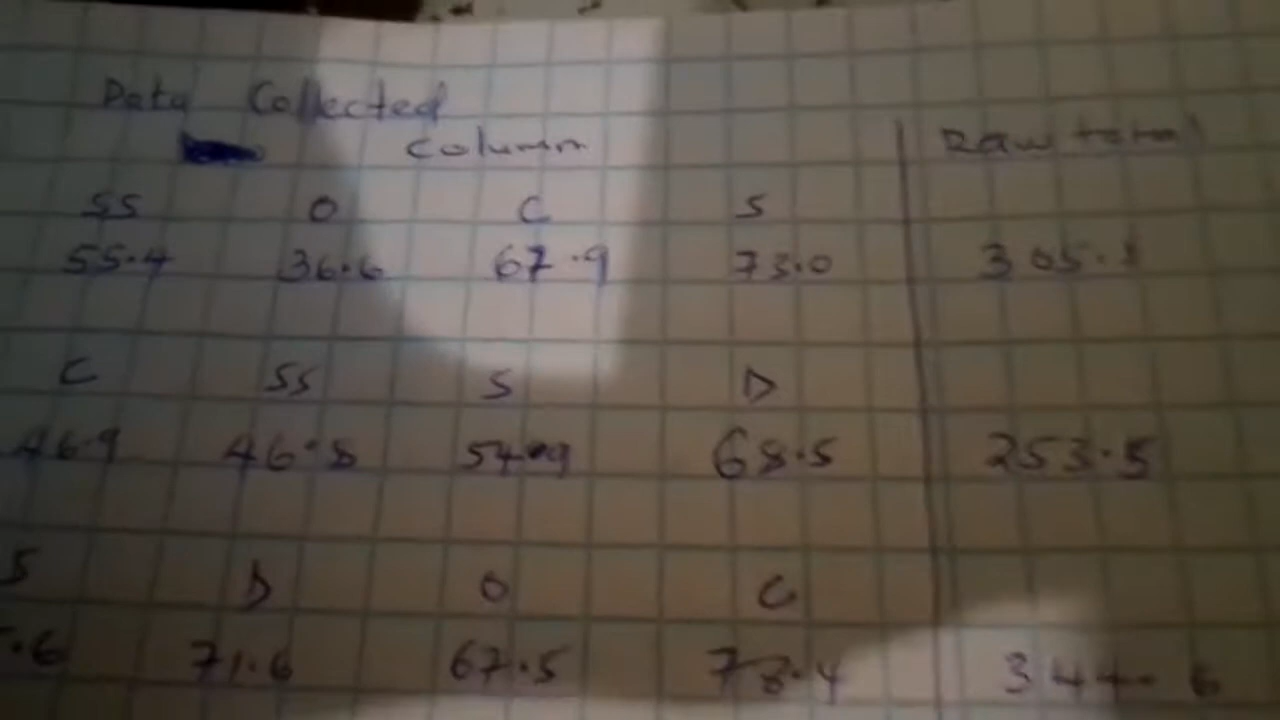 Data Collected
Column Raw total
SS O C S
55.4 36.6 67.9 73.0 305.1
C SS S D
46.9 46.8 54.9 68.5 253.5
S D O C
.6 71.6 67.5 78.4 344.6